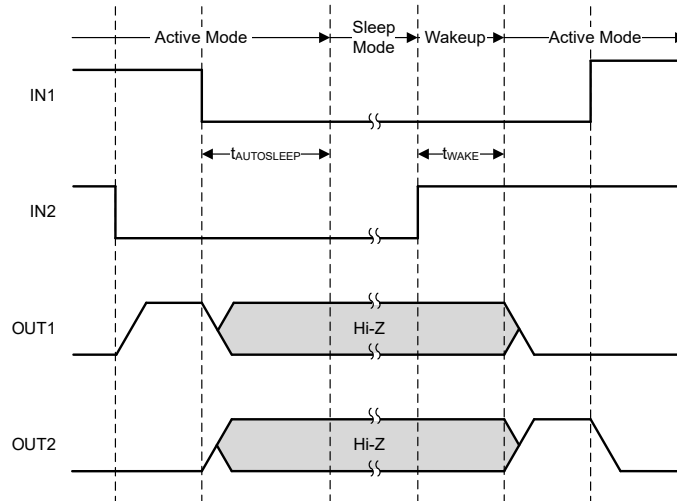 Active Mode
Sleep
Mode
Wakeup
Active Mode
IN1
tAUTOSLEEP
tWAKE
IN2
OUT1
Hi-Z
OUT2
Hi-Z